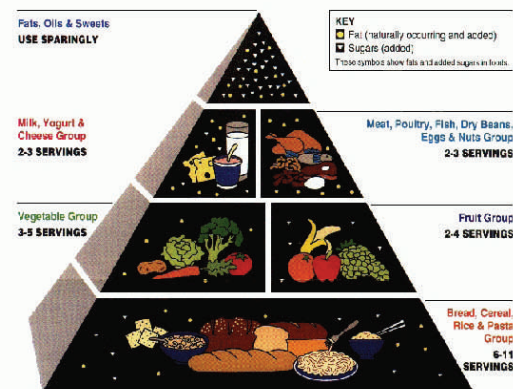 Fats, Oils & Sweets
USE SPARINGLY
KEY
Fat (naturally occurring and added)
Sugars (added)
These symbols show fats and added sugars in foods.
Milk, Yogurt &
Cheese Group
2-3 SERVINGS
Meat, Poultry, Fish, Dry Beans,
Eggs & Nuts Group
2-3 SERVINGS
Vegetable Group
3-5 SERVINGS
Fruit Group
2-4 SERVINGS
Bread, Cereal,
Rice & Pasta
Group
6-11
SERVINGS